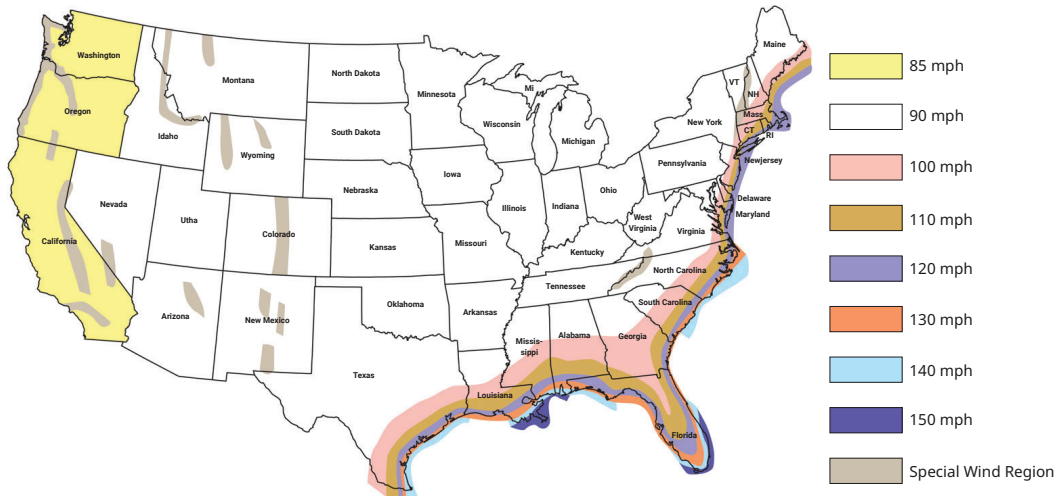 Washington
Oregon
California
Nevada
Idaho
Montana
Wyoming
Utha
Colorado
Arizona
New Mexico
North Dakota
South Dakota
Nebraska
Kansas
Oklahoma
Texas
Minnesota
Iowa
Missouri
Arkansas
Louisiana
Wisconsin
Mi
Michigan
Illinois
Indiana
Ohio
Kentucky
Tennessee
Missis-
sippi
Alabama
Georgia
Florida
South Carolina
North Carolina
Virginia
West
Virginia
Pennsylvania
New York
Maine
VT
NH
Mass
CT
RI
Newjersey
Delaware
Maryland
85 mph
90 mph
100 mph
110 mph
120 mph
130 mph
140 mph
150 mph
Special Wind Region